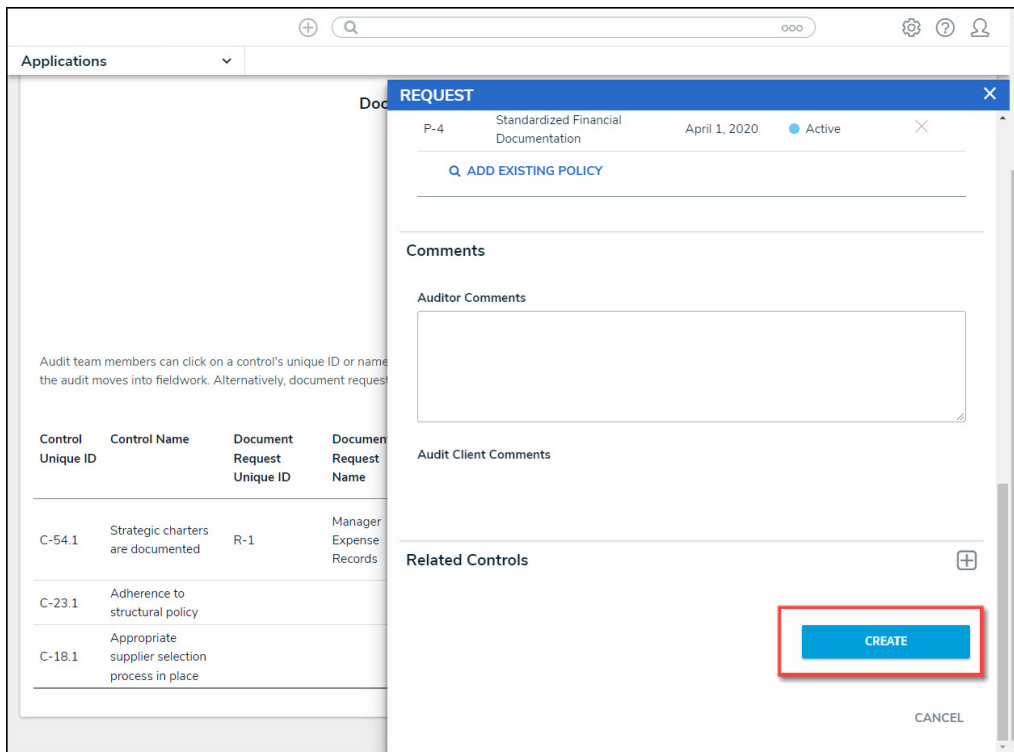 ooo
Applications
Doc
REQUEST
P-4
Standardized Financial
Documentation
April 1, 2020
Active
ADD EXISTING POLICY
Comments
Auditor Comments
Audit team members can click on a control's unique ID or name
the audit moves into fieldwork. Alternatively, document request
Control
Unique ID
Control Name
Document
Request
Unique ID
Documen
Request
Name
Audit Client Comments
C-54.1
Strategic charters
are documented
R-1
Manager
Expense
Records
Related Controls
C-23.1
Adherence to
structural policy
C-18.1
Appropriate
supplier selection
process in place
CREATE
CANCEL